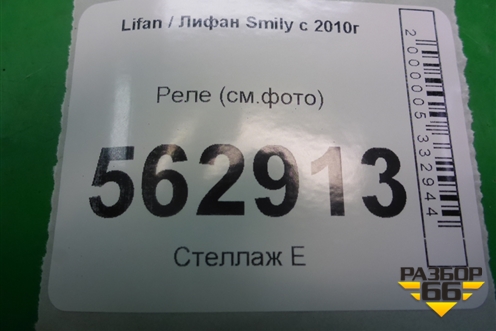 Lifan / Лифан Smily с 2010г
Реле (см.фото)
562913
Стеллаж Е
2000005332944
РАЗБОР
66